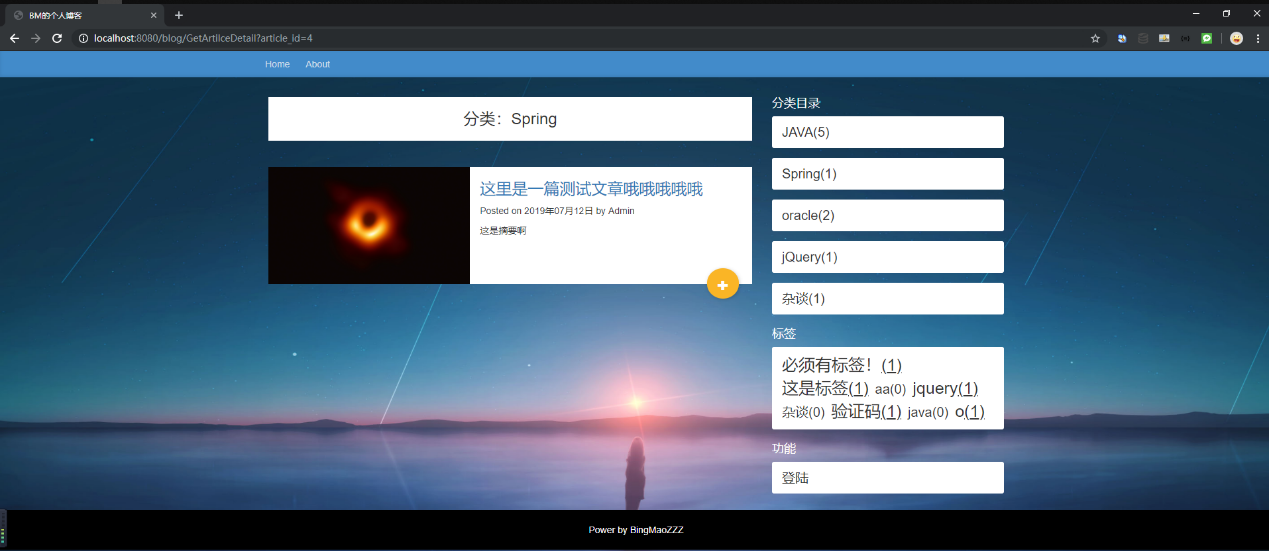 BM的个人博客
localhost:8080/blog/GetArtilceDetail?article_id=4
Home About
分类：Spring
这里是一篇测试文章哦哦哦哦哦
Posted on 2019年07月12日 by Admin
这是摘要啊
分类目录
JAVA(5)
Spring(1)
oracle(2)
jQuery(1)
杂谈(1)
标签
必须有标签！(1)
这是标签(1) aa(0) jquery(1)
杂谈(0) 验证码(1) java(0) o(1)
功能
登陆
Power by BingMaoZZZ